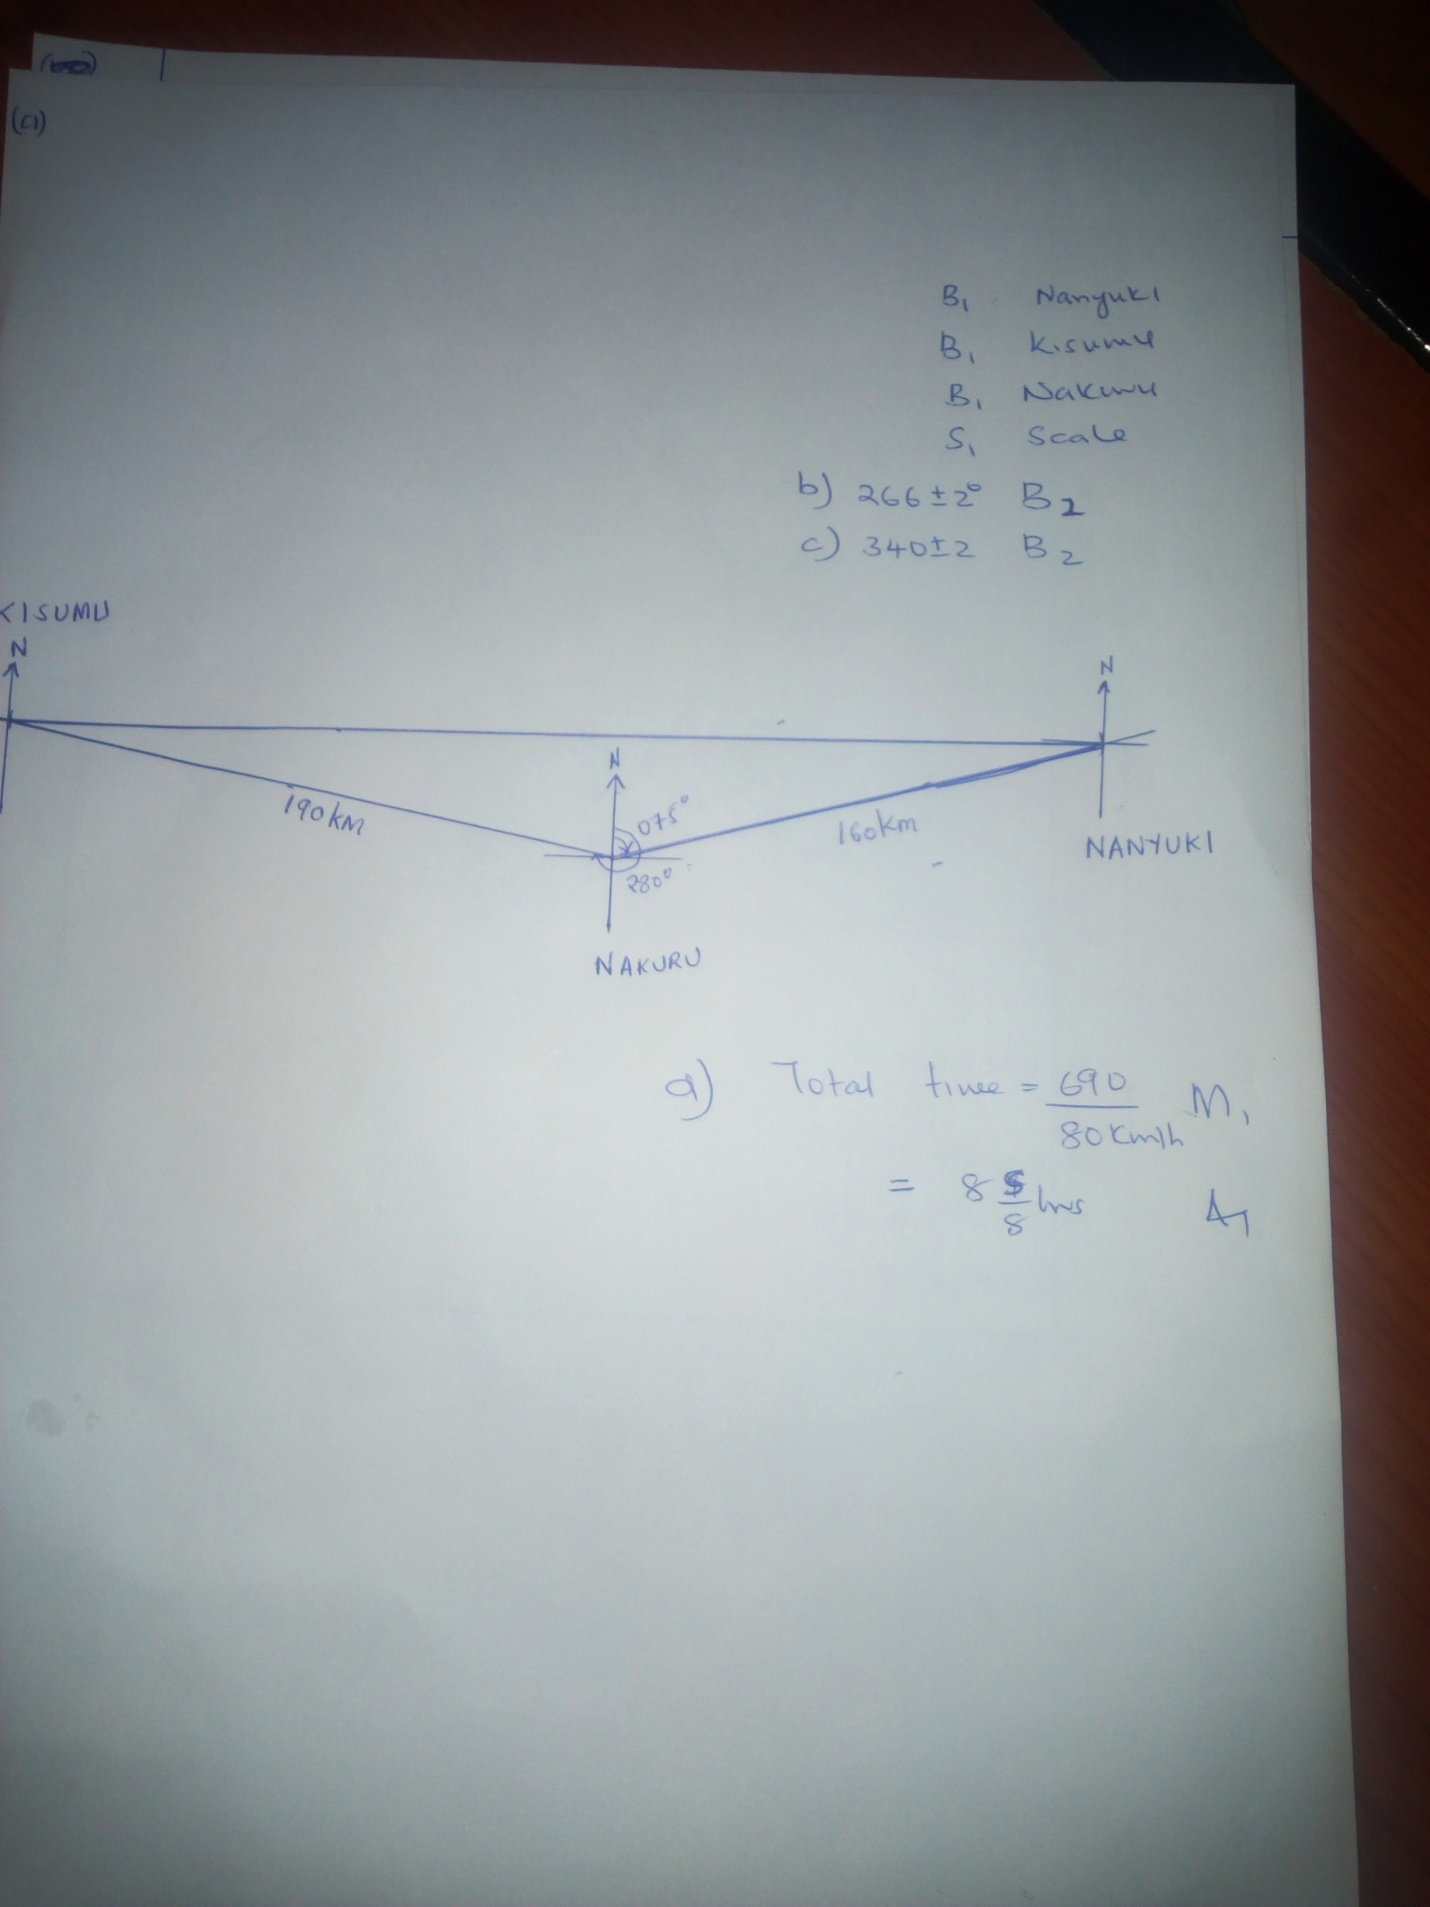 (a)
B1 Nanyuki
B1 Kisumu
B1 Nakuru
S1 Scale
b) 266±2° B2
c) 340±2 B2
KISUMU
N
N
N
075°
190km
160km
280°
NANYUKI
NAKURU
a) Total time = 690/80km/h M1
= 8 5/8 hrs A1